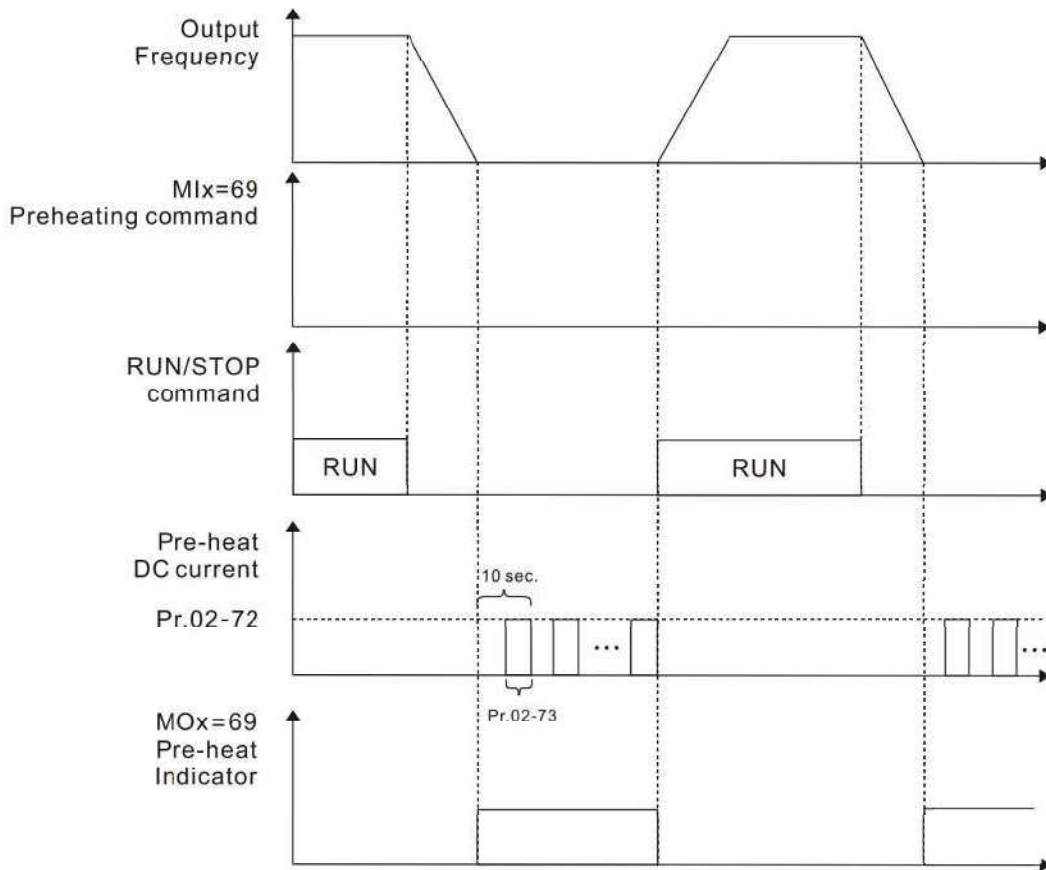 Output
Frequency
MIx=69
Preheating command
RUN/STOP
command
RUN
RUN
Pre-heat
DC current
10 sec.
Pr.02-72
...
...
Pr.02-73
MOx=69
Pre-heat
Indicator